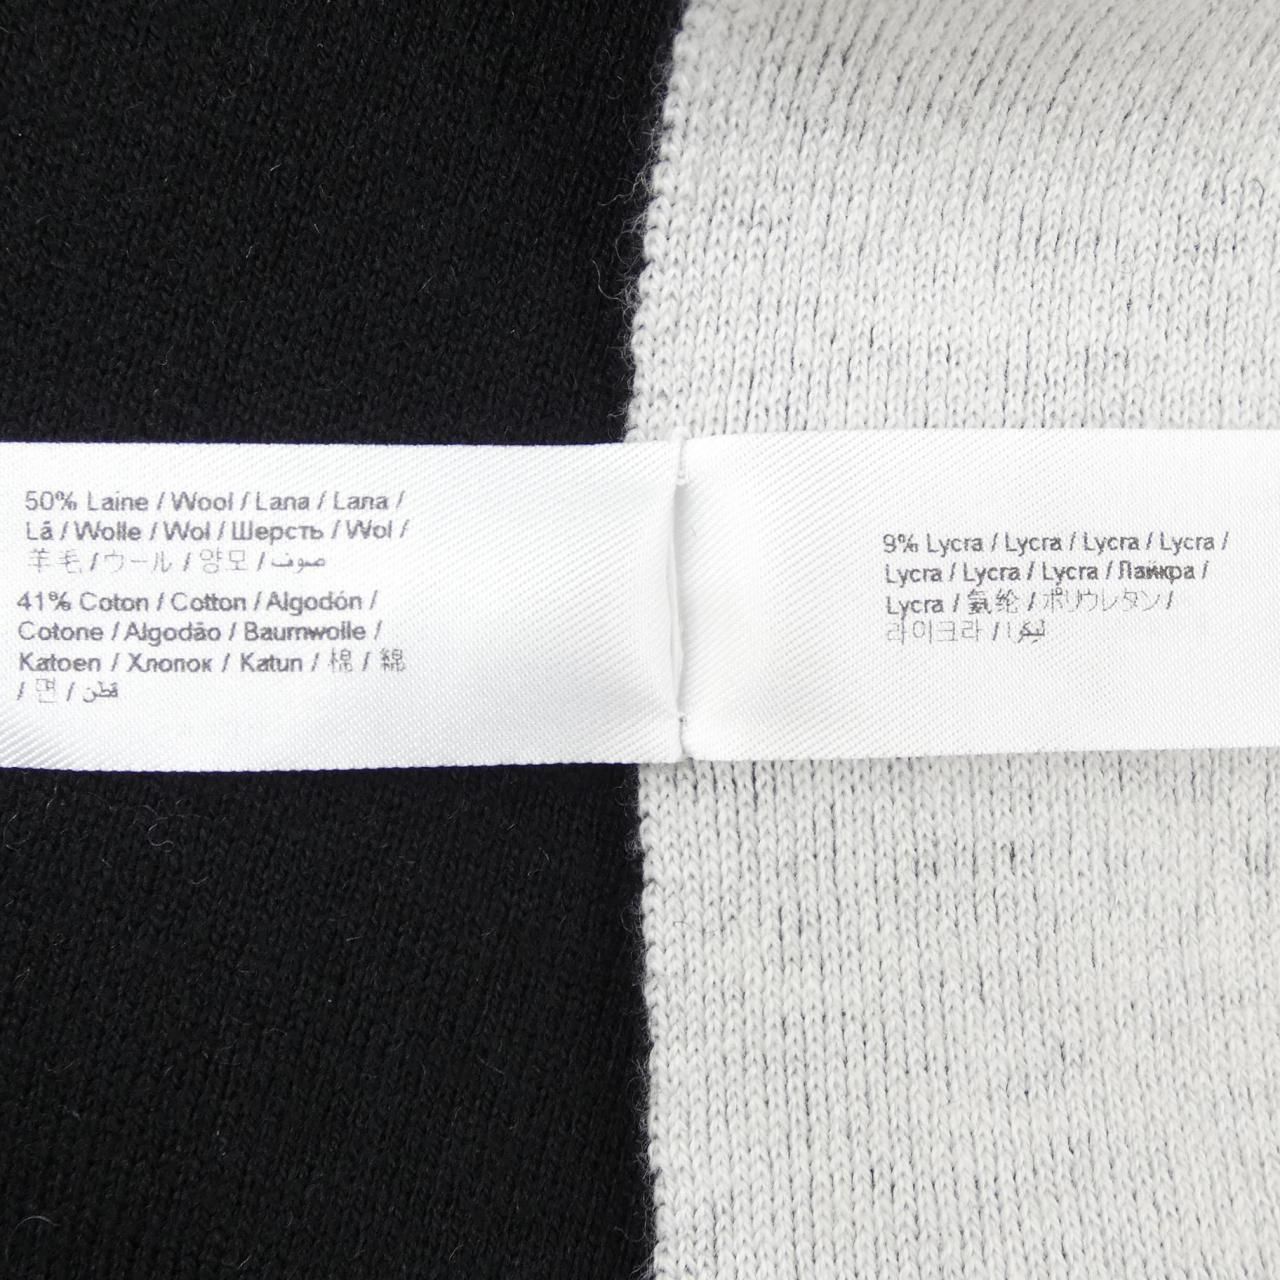 50% Laine / Wool / Lana / Lana /
Lã / Wolle / Wol / Шерсть / Wol /
羊毛 / ウール / 양모 / صوف
41% Coton / Cotton / Algodón /
Cotone / Algodão / Baumwolle /
Katoen / Хлопок / Katun / 棉 / 綿
/ 면 / قطن
9% Lycra / Lycra / Lycra / Lycra /
Lycra / Lycra / Lycra / Лайкра /
Lycra / 氨纶 / ポリウレタン /
라이크라 / ليكرا